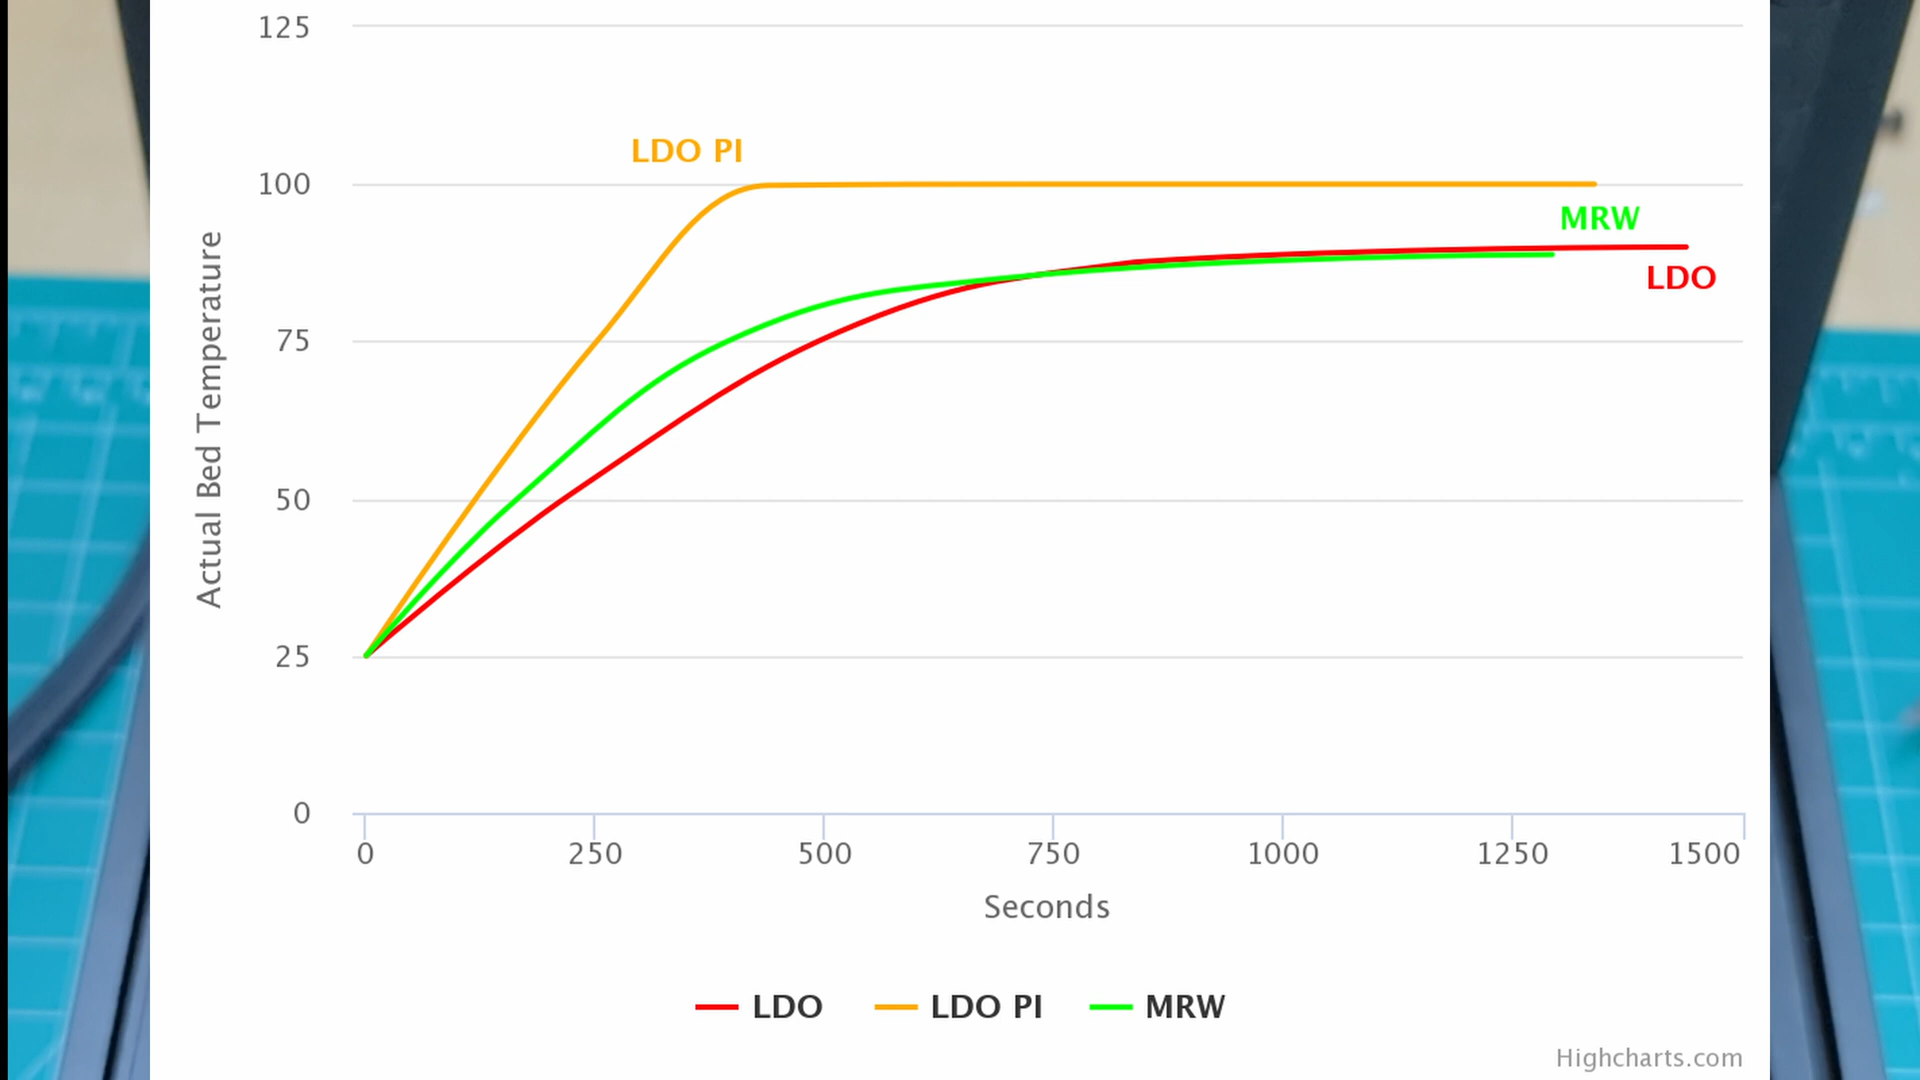 125
LDO PI
100
MRW
LDO
Actual Bed Temperature
75
50
25
0
0 250 500 750 1000 1250 1500
Seconds
LDO LDO PI MRW
Highcharts.com